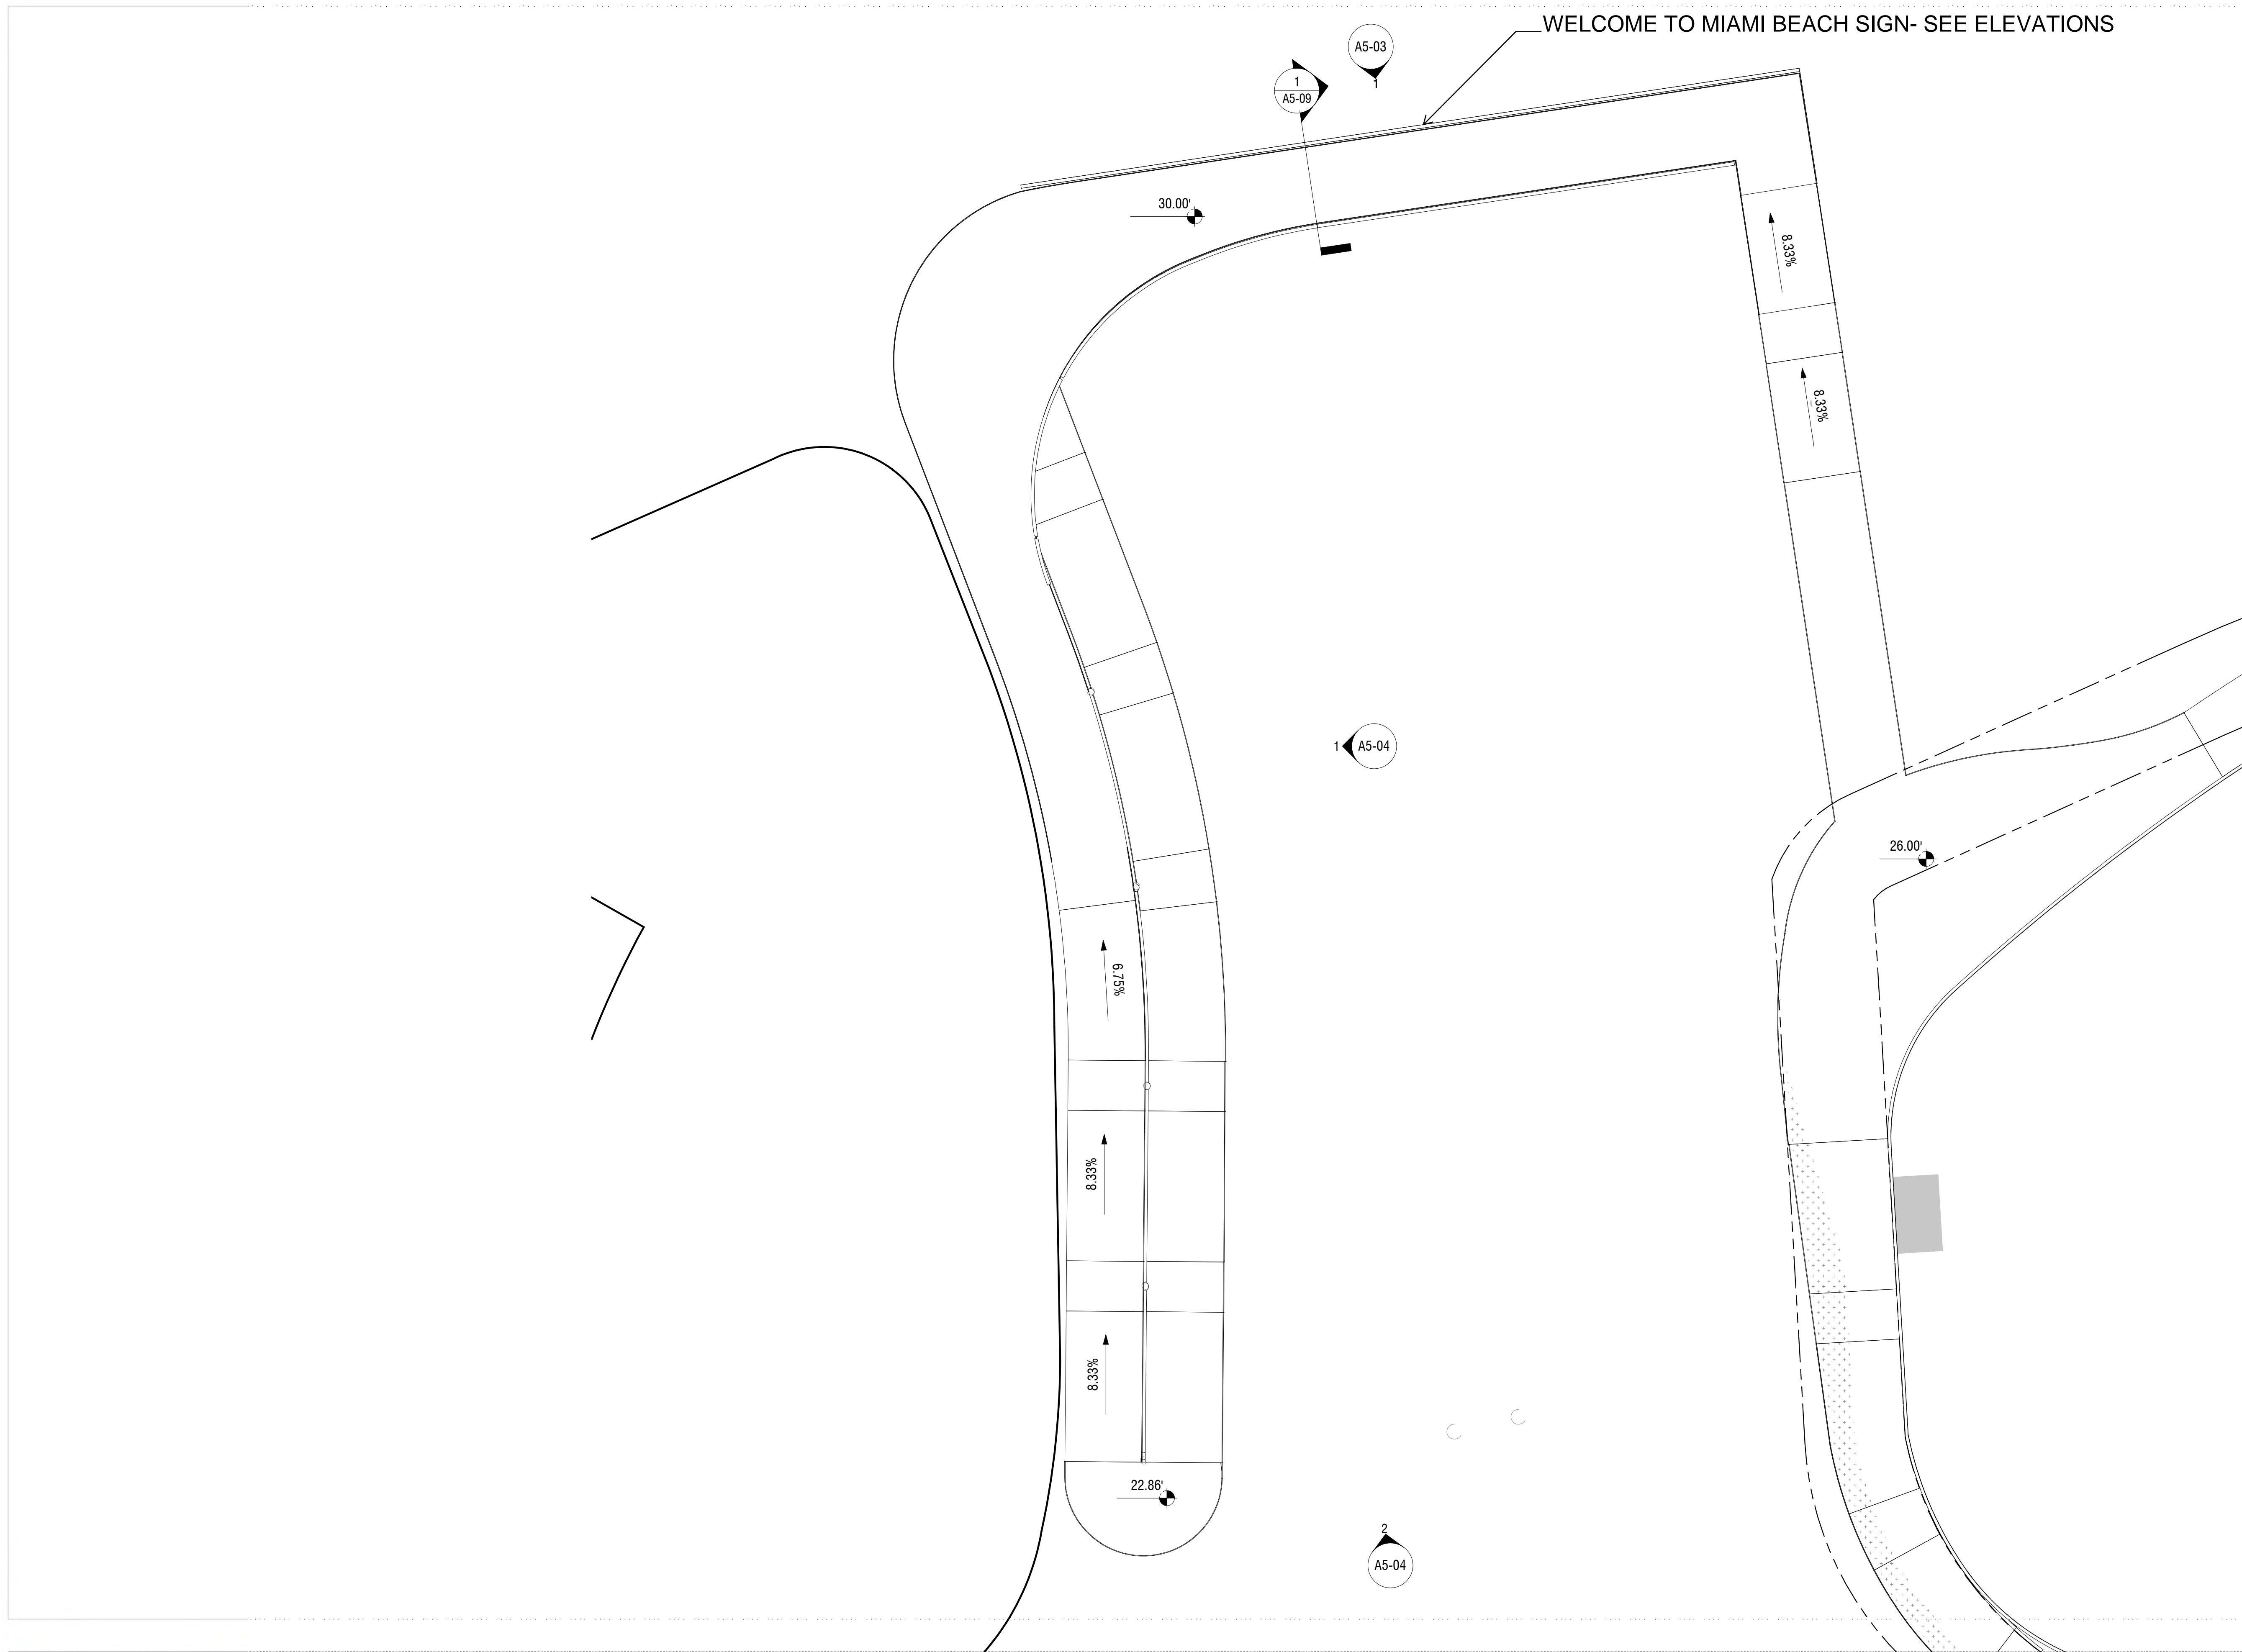 WELCOME TO MIAMI BEACH SIGN- SEE ELEVATIONS
A5-03
1
1
A5-09
30.00'
8.33%
8.33%
1
A5-04
26.00'
6.75%
8.33%
8.33%
22.86'
2
A5-04